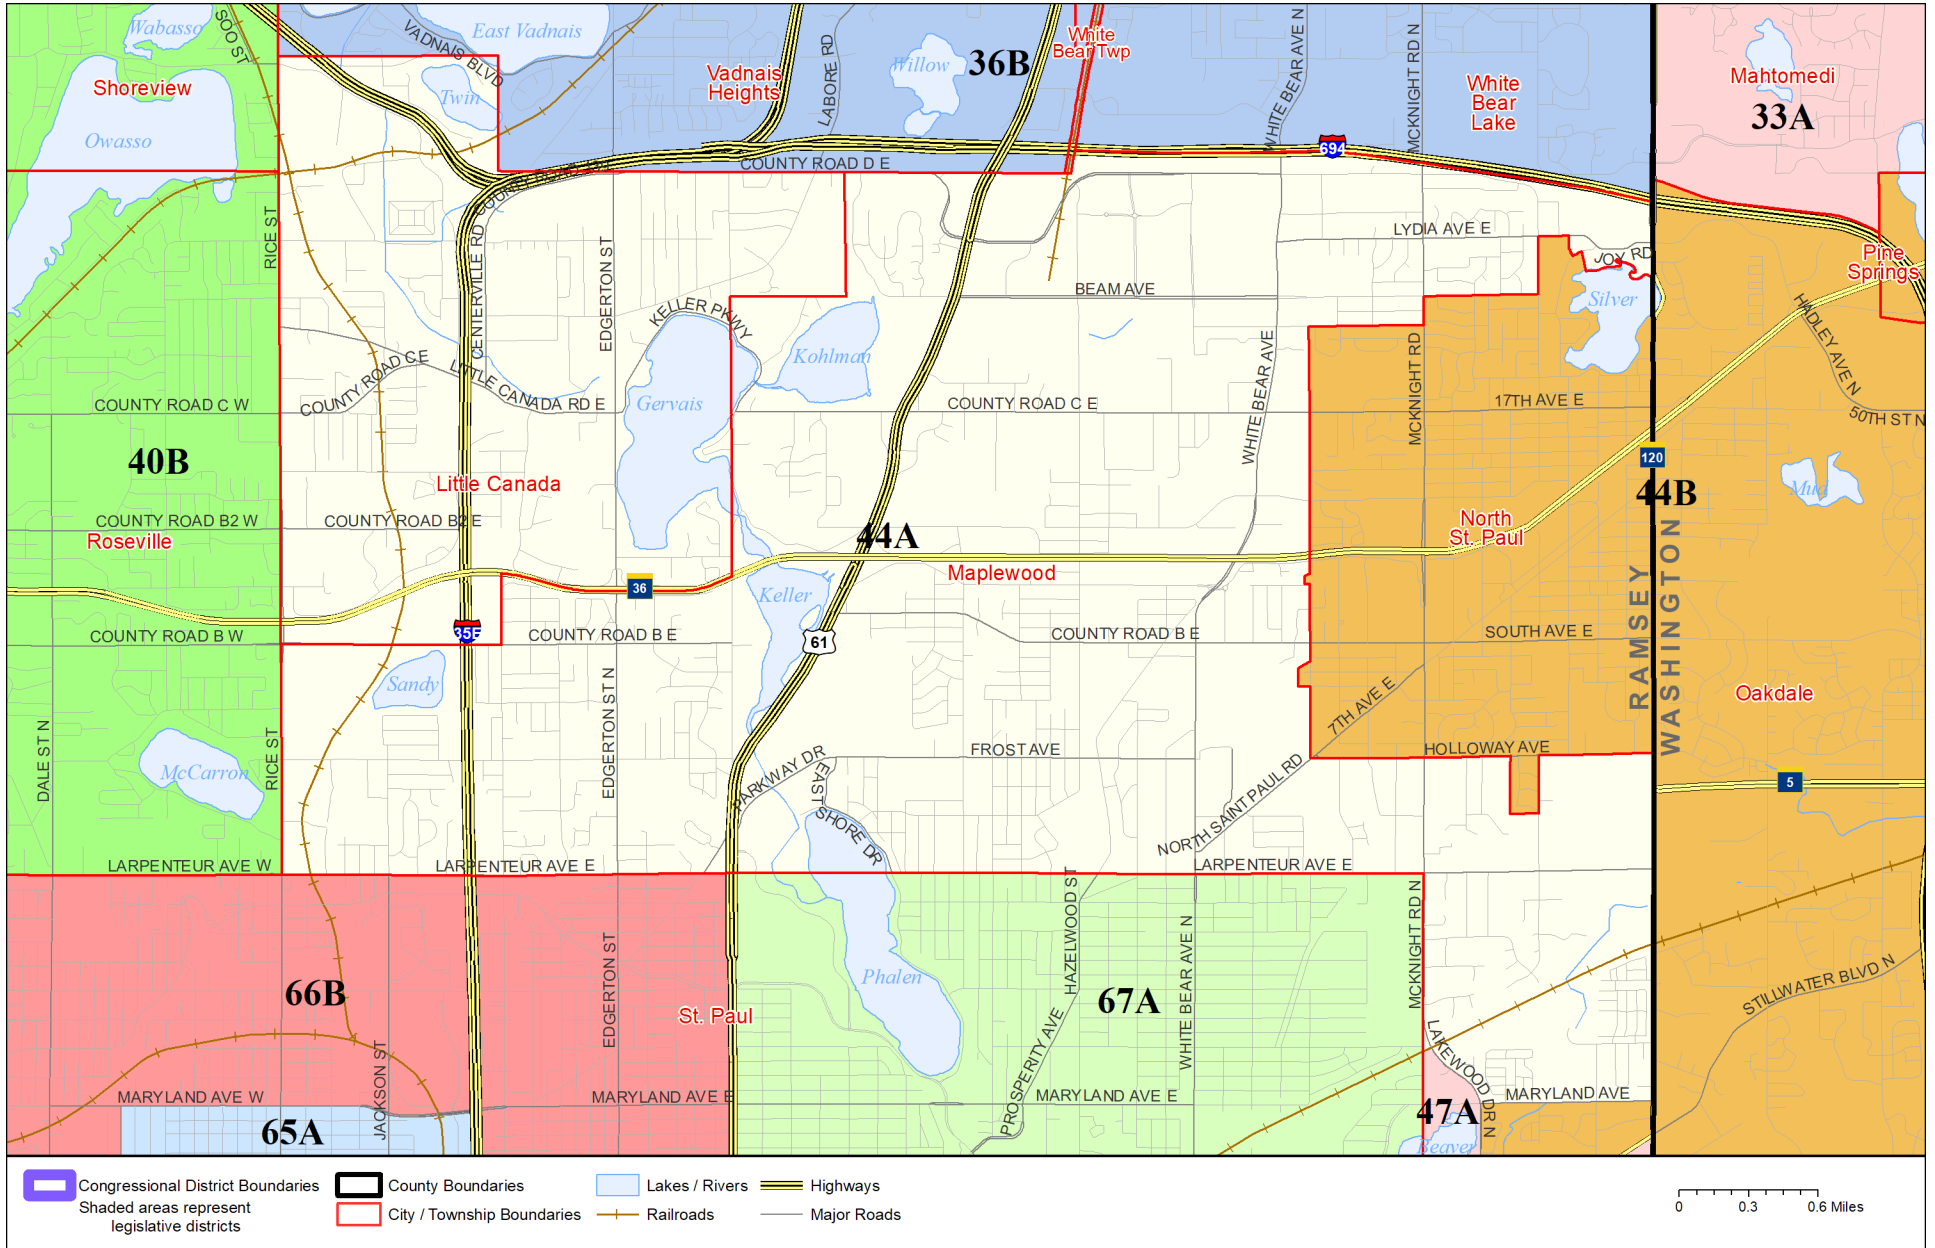 Wabasso
SOO ST
VADNAIS BLVD
East Vadnais
LABORE RD
Willow
36B
White
Bear Twp
WHITE BEAR AVE N
MCKNIGHT RD N
White
Bear
Lake
Mahtomedi
33A
Shoreview
Twin
Vadnais
Heights
Owasso
694
COUNTY ROAD D E
RICE ST
CENTERVILLE RD
EDGERTON ST
LYDIA AVE E
JOY RD
Pine
Springs
BEAM AVE
Silver
KELLER PKWY
HADLEY AVE N
Kohlman
COUNTY ROAD C E
LITTLE CANADA RD E
WHITE BEAR AVE
MCKNIGHT RD
COUNTY ROAD C W
Gervais
COUNTY ROAD C E
17TH AVE E
50TH ST N
40B
120
44B
Little Canada
Mud
COUNTY ROAD B2 W
COUNTY ROAD B2 E
Roseville
44A
North
St. Paul
Maplewood
36
Keller
RAMSEY
WASHINGTON
COUNTY ROAD B W
35E
COUNTY ROAD B E
61
COUNTY ROAD B E
SOUTH AVE E
Sandy
EDGERTON ST N
7TH AVE E
Oakdale
DALE ST N
McCarron
RICE ST
PARKWAY DR
FROST AVE
HOLLOWAY AVE
5
EAST SHORE DR
NORTH SAINT PAUL RD
LARPENTEUR AVE W
LARPENTEUR AVE E
LARPENTEUR AVE E
HAZELWOOD ST
MCKNIGHT RD N
EDGERTON ST
WHITE BEAR AVE N
Phalen
66B
67A
STILLWATER BLVD N
St. Paul
PROSPERITY AVE
LAKEWOOD DR N
JACKSON ST
MARYLAND AVE W
MARYLAND AVE E
MARYLAND AVE E
MARYLAND AVE
65A
47A
Beaver
Congressional District Boundaries
Shaded areas represent
legislative districts
County Boundaries
City / Township Boundaries
Lakes / Rivers
Railroads
Highways
Major Roads
0 0.3 0.6 Miles